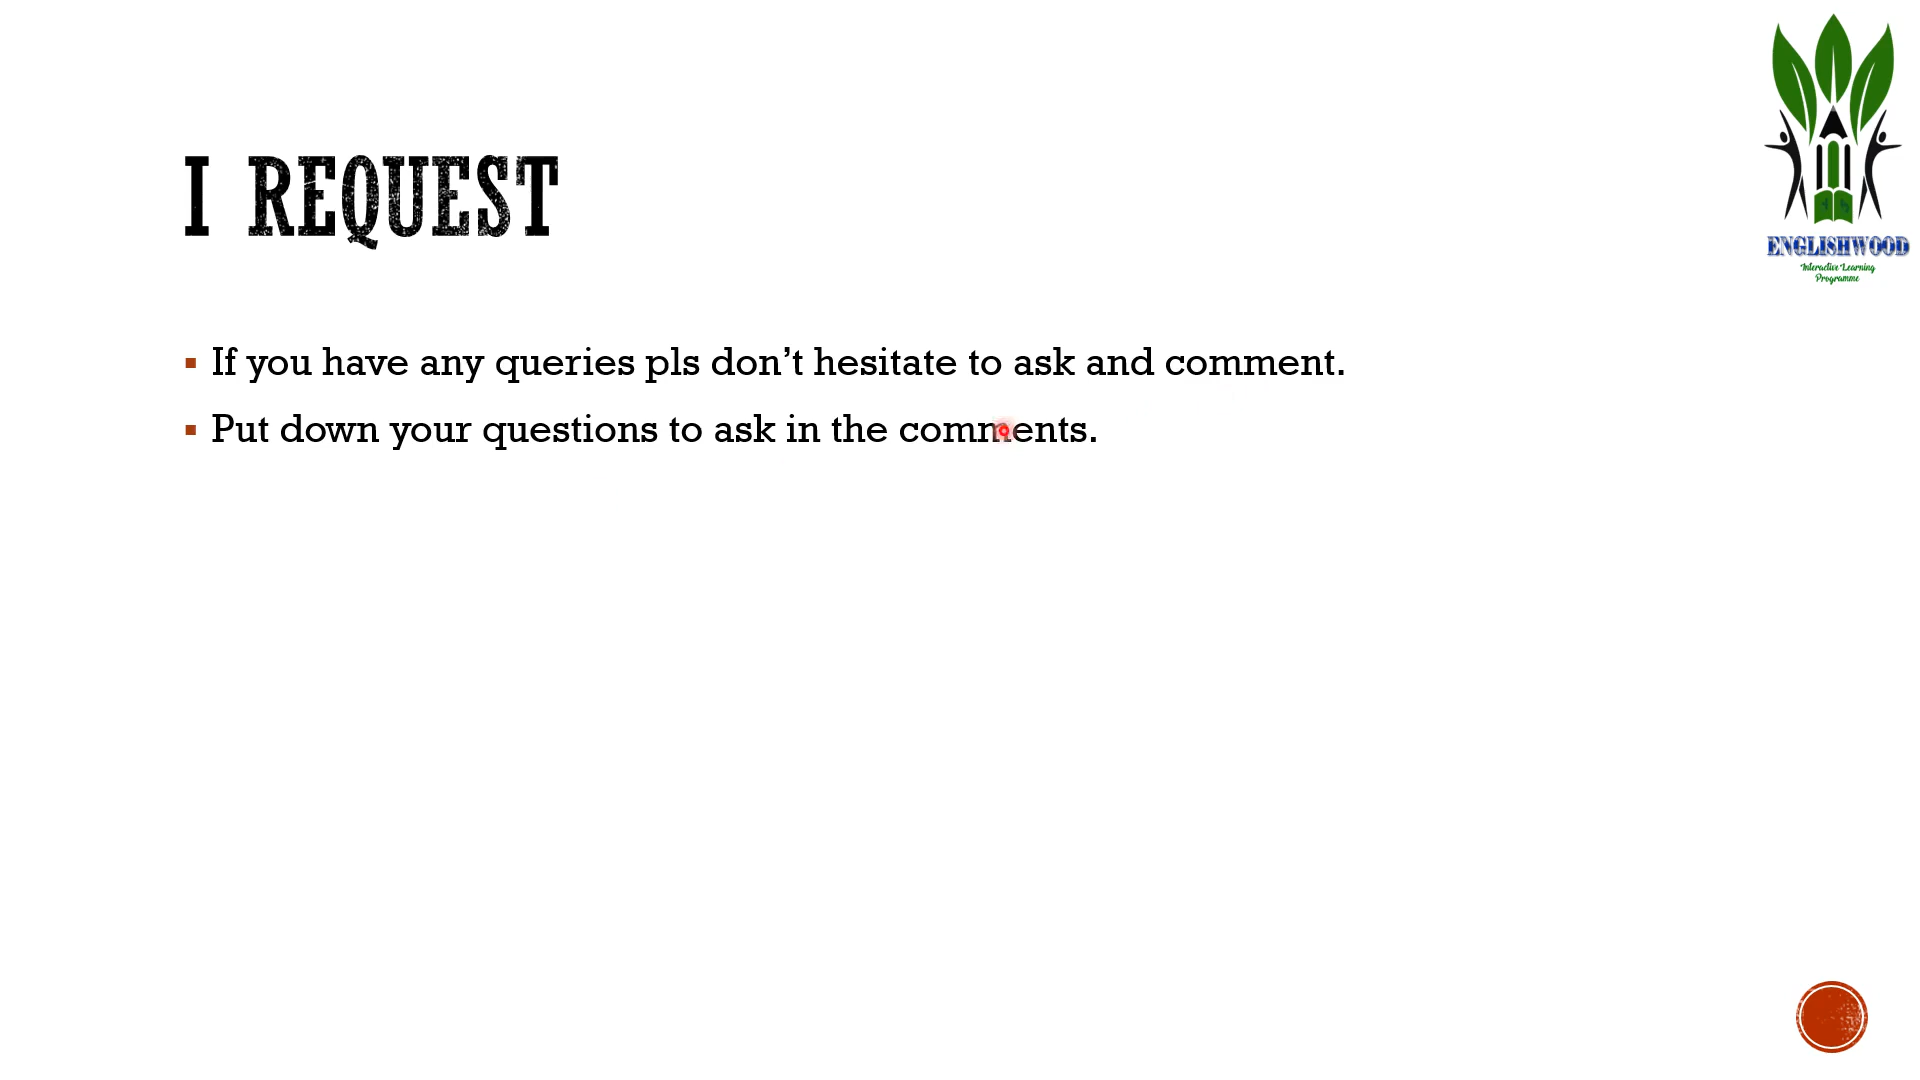 I REQUEST
If you have any queries pls don’t hesitate to ask and comment.
Put down your questions to ask in the comments.
ENGLISHWOOD
Interactive Learning
Programme